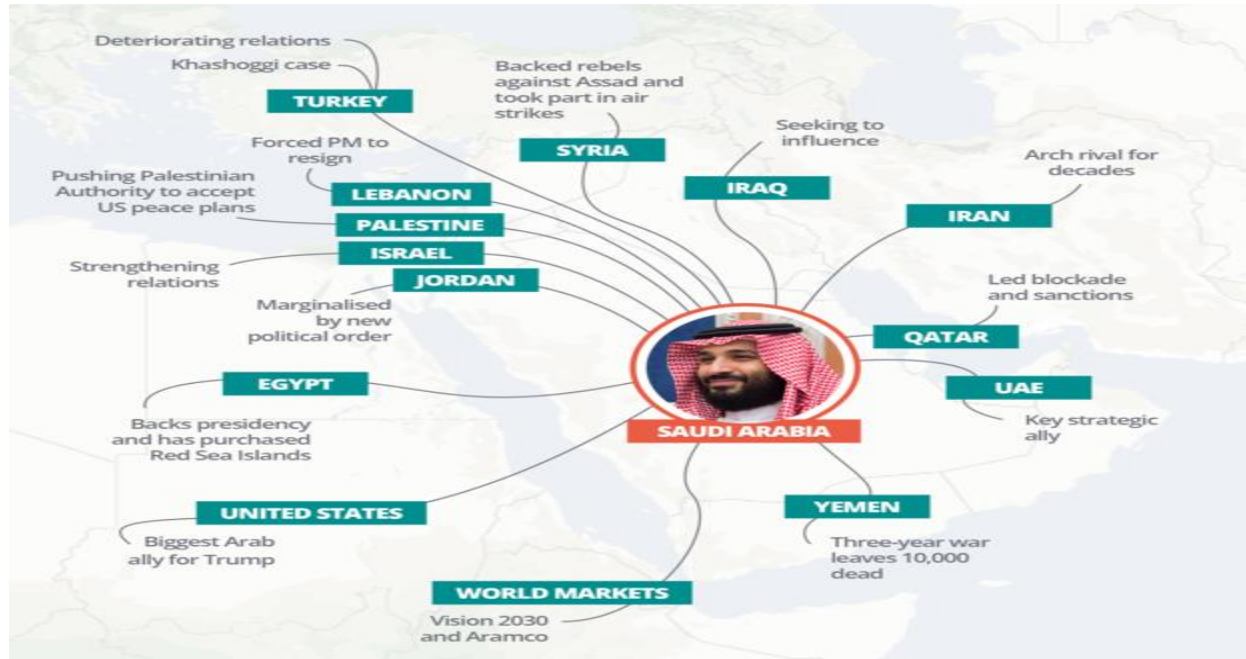 Deteriorating relations
Khashoggi case
TURKEY
Backed rebels
against Assad and
took part in air
strikes
SYRIA
Seeking to
influence
IRAQ
Arch rival for
decades
IRAN
Forced PM to
resign
LEBANON
Pushing Palestinian
Authority to accept
US peace plans
PALESTINE
ISRAEL
Strengthening
relations
JORDAN
Marginalised
by new
political order
Led blockade
and sanctions
QATAR
UAE
Key strategic
ally
EGYPT
Backs presidency
and has purchased
Red Sea Islands
SAUDI ARABIA
UNITED STATES
Biggest Arab
ally for Trump
YEMEN
Three-year war
leaves 10,000
dead
WORLD MARKETS
Vision 2030
and Aramco